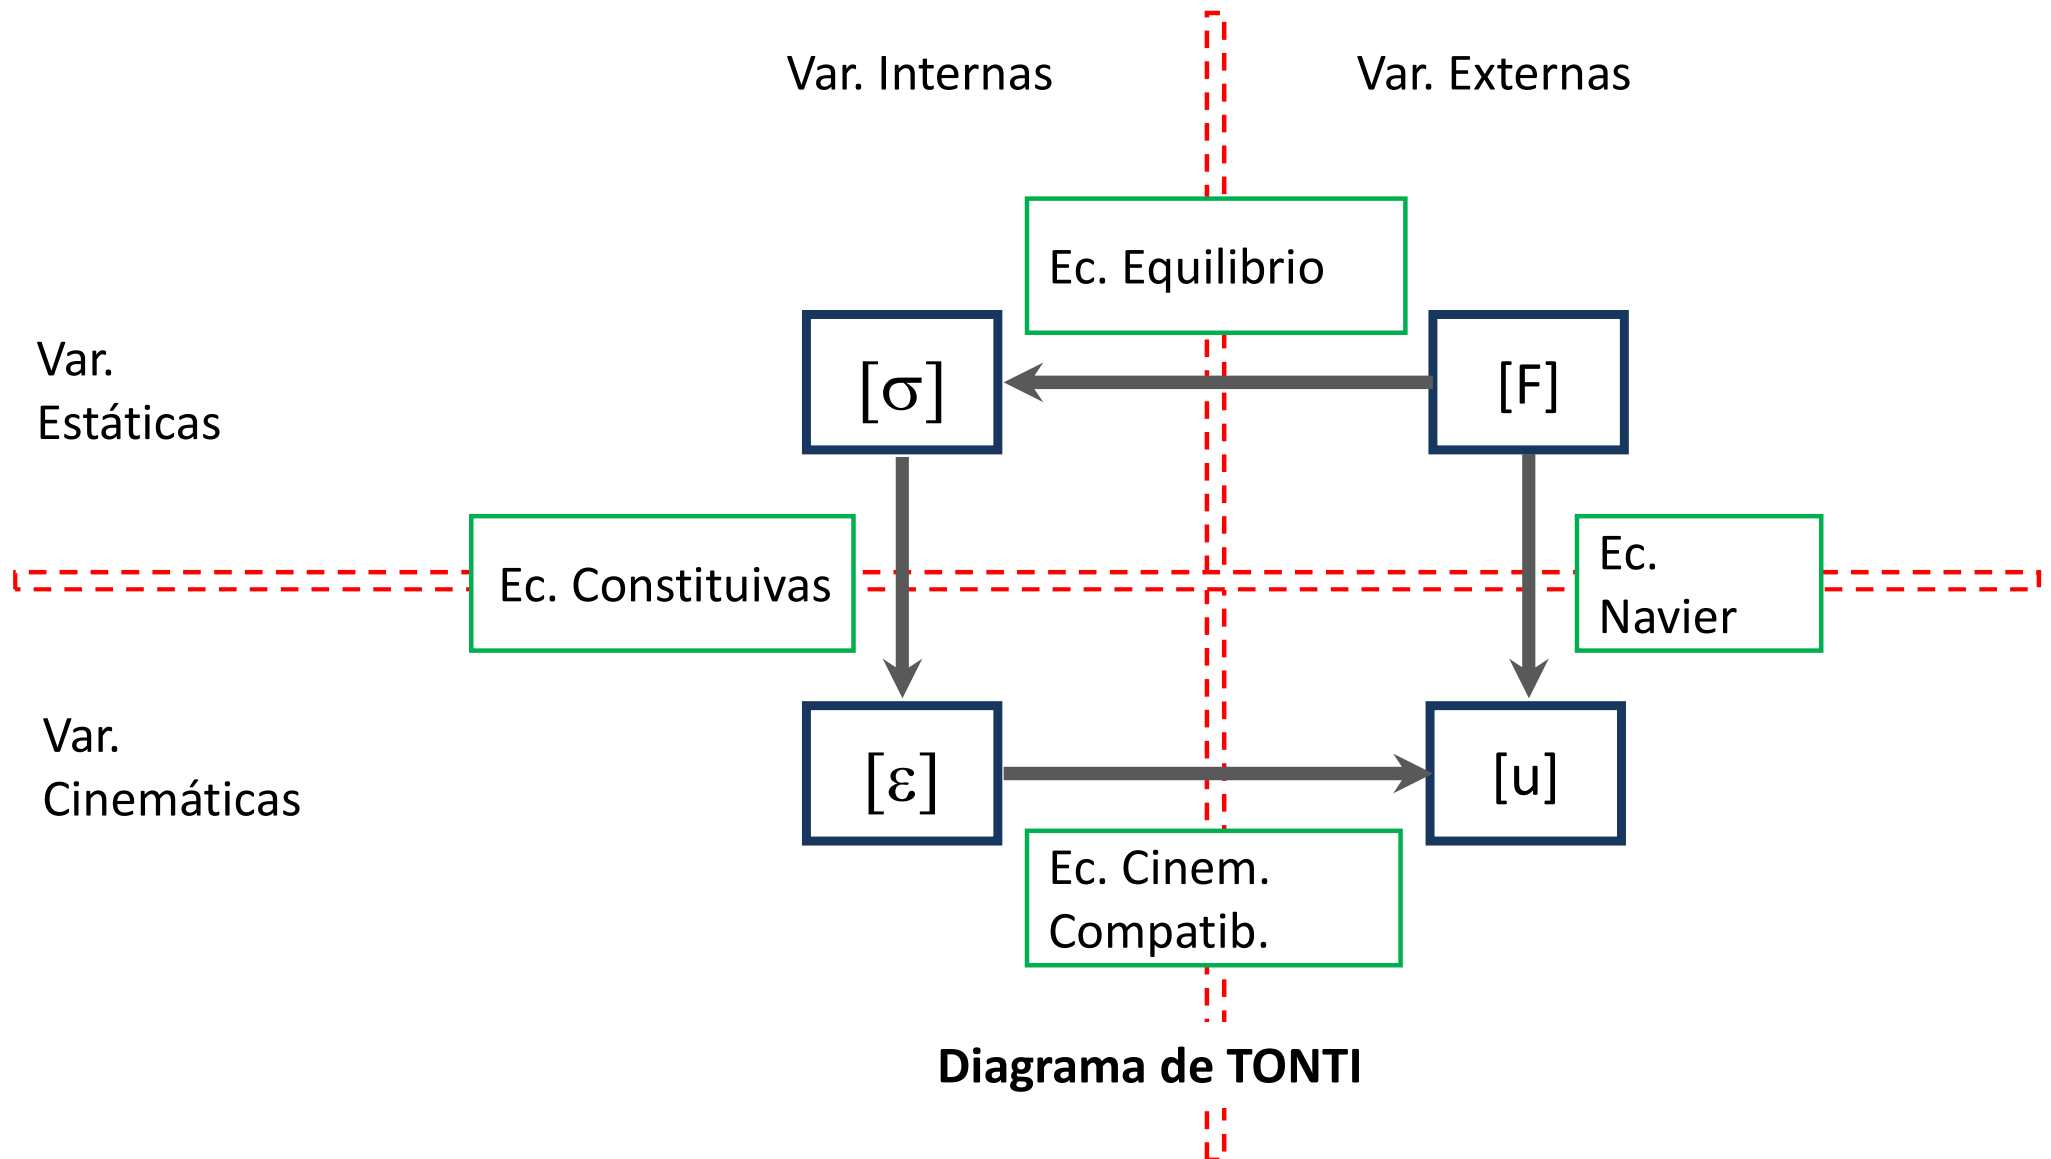 Var. Internas
Var. Externas
Ec. Equilibrio
Var.
Estáticas
[σ]
[F]
Ec. Constituivas
Ec.
Navier
Var.
Cinemáticas
[ε]
[u]
Ec. Cinem.
Compatib.
Diagrama de TONTI